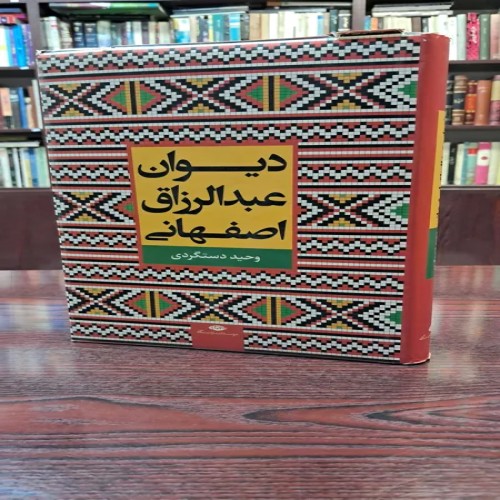 دیوان
عبدالرزاق
اصفهانی
وحید دستگردی